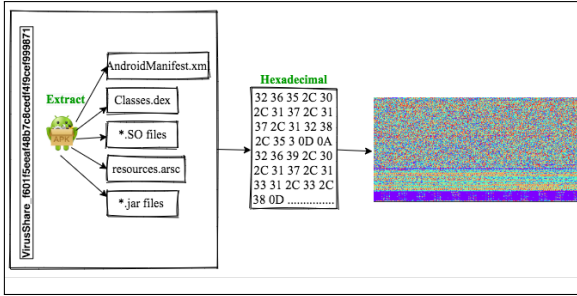 VirusShare_f6011f5ceaf48b7c8ccedf4f9cef999871
Extract
APK
AndroidManifest.xm
Classes.dex
*.SO files
resources.arsc
*.jar files
Hexadecimal
32 36 35 2C 30
2C 31 37 2C 31
37 2C 31 32 38
2C 35 3 0D 0A
32 36 39 2C 30
2C 31 37 2C 31
33 31 2C 33 2C
38 0D ...............